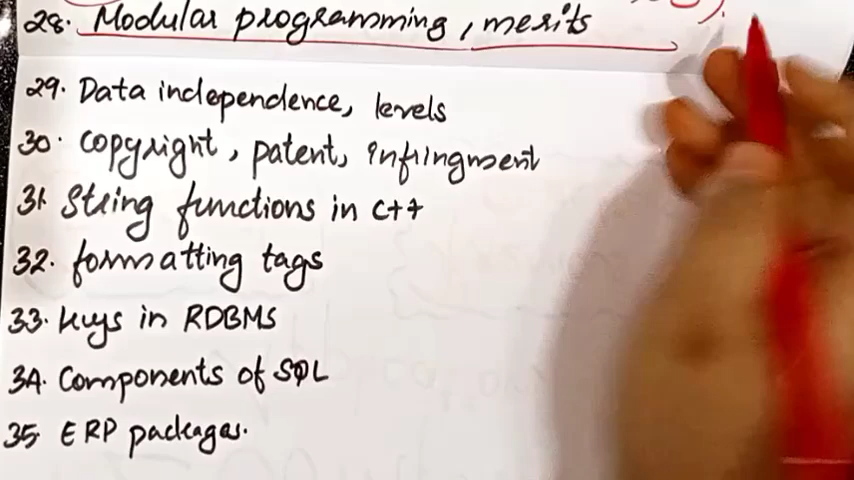 28. Modular programming, merits
29. Data independence, levels
30. Copyright, patent, Infringment
31. String functions in C++
32. formatting tags
33. keys in RDBMS
34. Components of SQL
35. ERP packages.